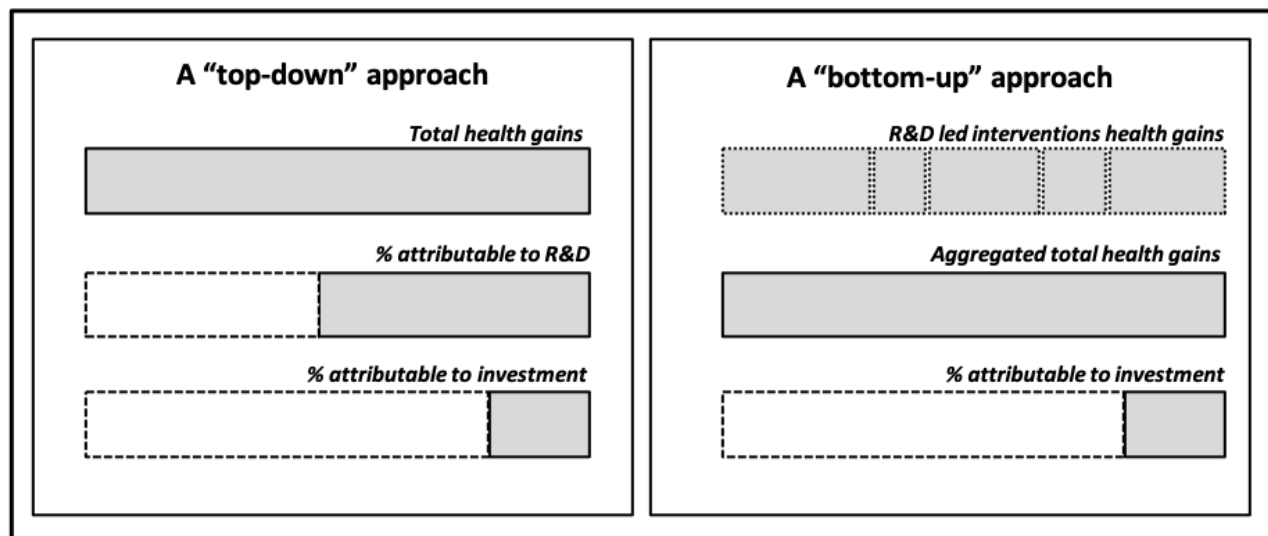 A “top-down” approach
Total health gains
% attributable to R&D
% attributable to investment
A “bottom-up” approach
R&D led interventions health gains
Aggregated total health gains
% attributable to investment